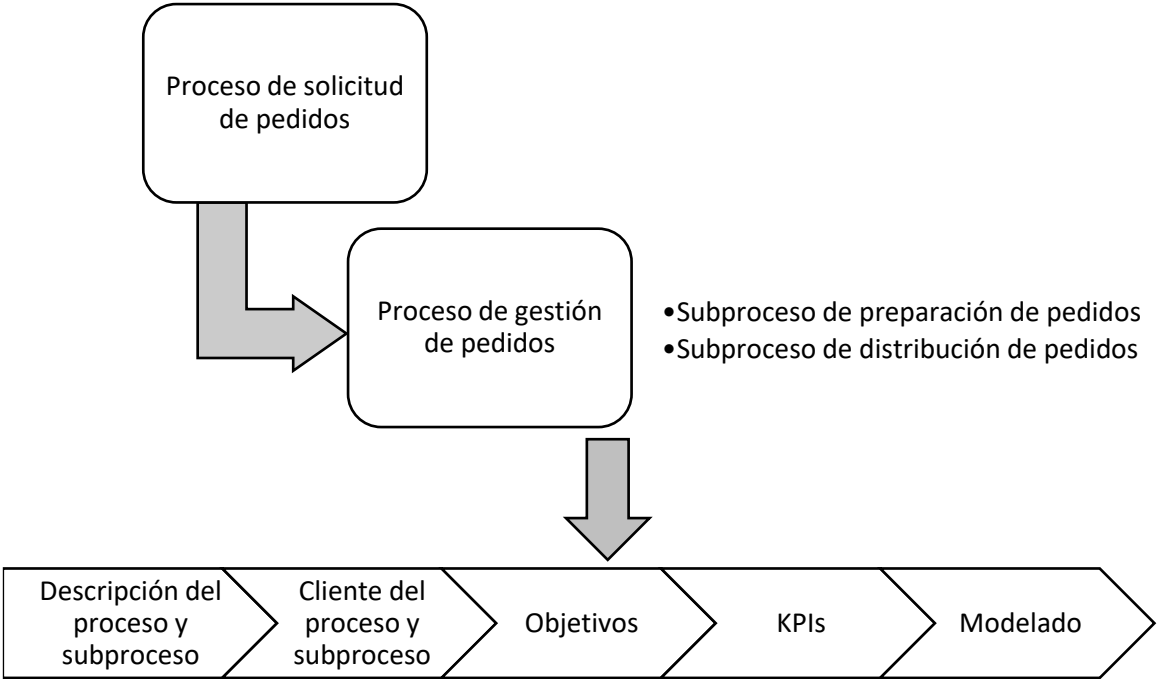 Proceso de solicitud
de pedidos
Proceso de gestión
de pedidos
•Subproceso de preparación de pedidos
•Subproceso de distribución de pedidos
Descripción del
proceso y
subproceso
Cliente del
proceso y
subproceso
Objetivos
KPIs
Modelado